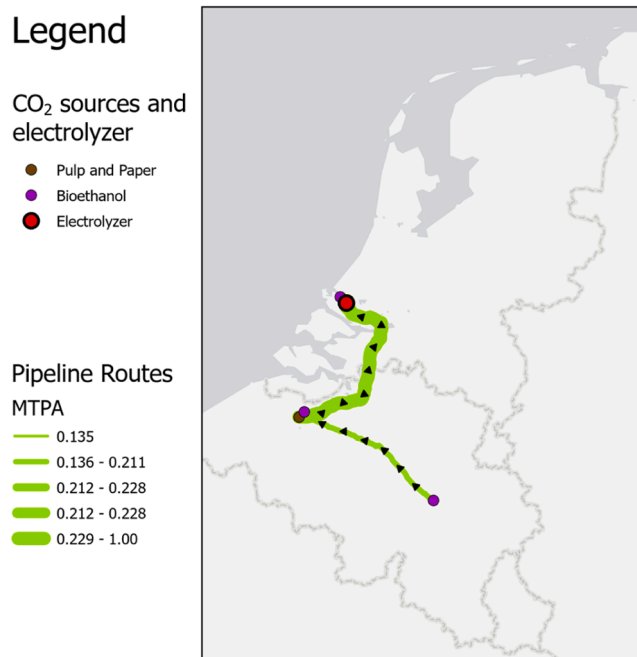 Legend
CO₂ sources and
electrolyzer
Pulp and Paper
Bioethanol
Electrolyzer
Pipeline Routes
MTPA
0.135
0.136 - 0.211
0.212 - 0.228
0.212 - 0.228
0.229 - 1.00